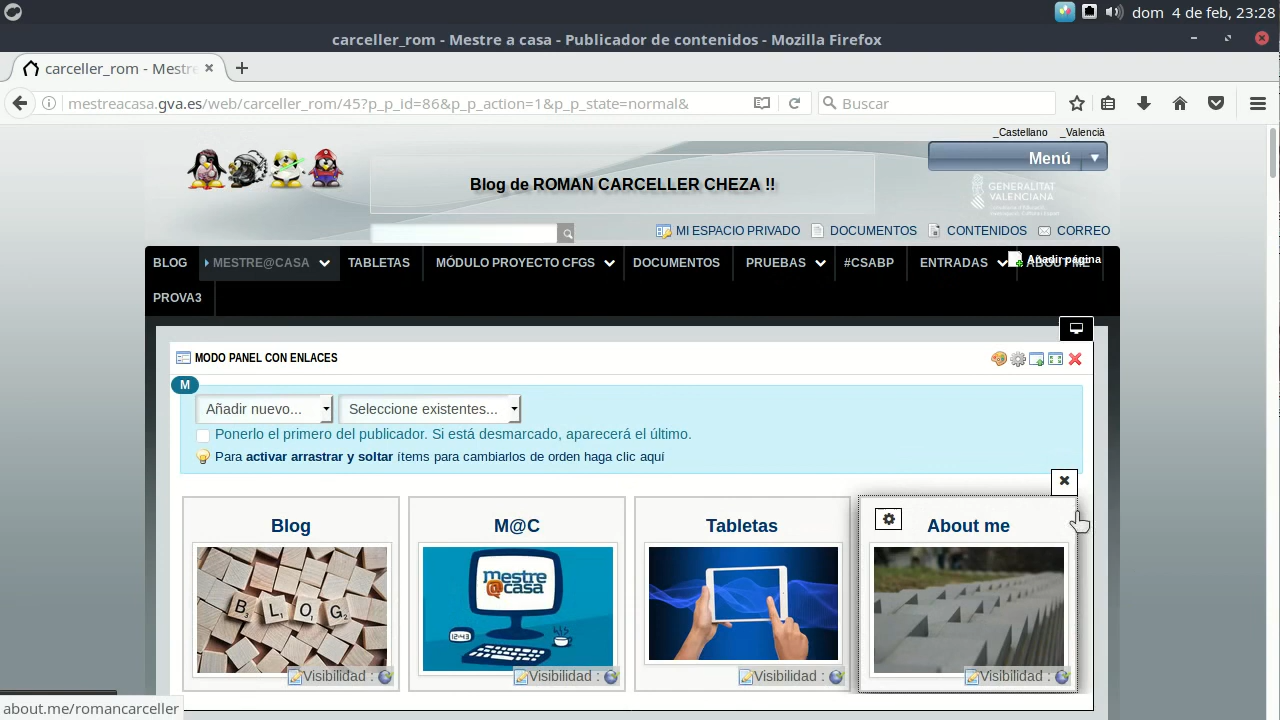 dom 4 de feb, 23:28
carceller_rom - Mestre a casa - Publicador de contenidos - Mozilla Firefox
carceller_rom - Mestre
mestreacasa.gva.es/web/carceller_rom/45?p_p_id=86&p_p_action=1&p_p_state=normal&
Buscar
_Castellano _Valencià
Menú
Blog de ROMAN CARCELLER CHEZA !!
GENERALITAT
VALENCIANA
MI ESPACIO PRIVADO DOCUMENTOS CONTENIDOS CORREO
BLOG MESTRE@CASA TABLETAS MÓDULO PROYECTO CFGS DOCUMENTOS PRUEBAS #CSABP ENTRADAS ABOUT ME
Añadir página
PROVA3
MODO PANEL CON ENLACES
M
Añadir nuevo... Seleccione existentes...
Ponerlo el primero del publicador. Si está desmarcado, aparecerá el último.
Para activar arrastrar y soltar ítems para cambiarlos de orden haga clic aquí
Blog M@C Tabletas About me
BLOG
mestre
@casa
12:43
Visibilidad : Visibilidad : Visibilidad : Visibilidad :
about.me/romancarceller